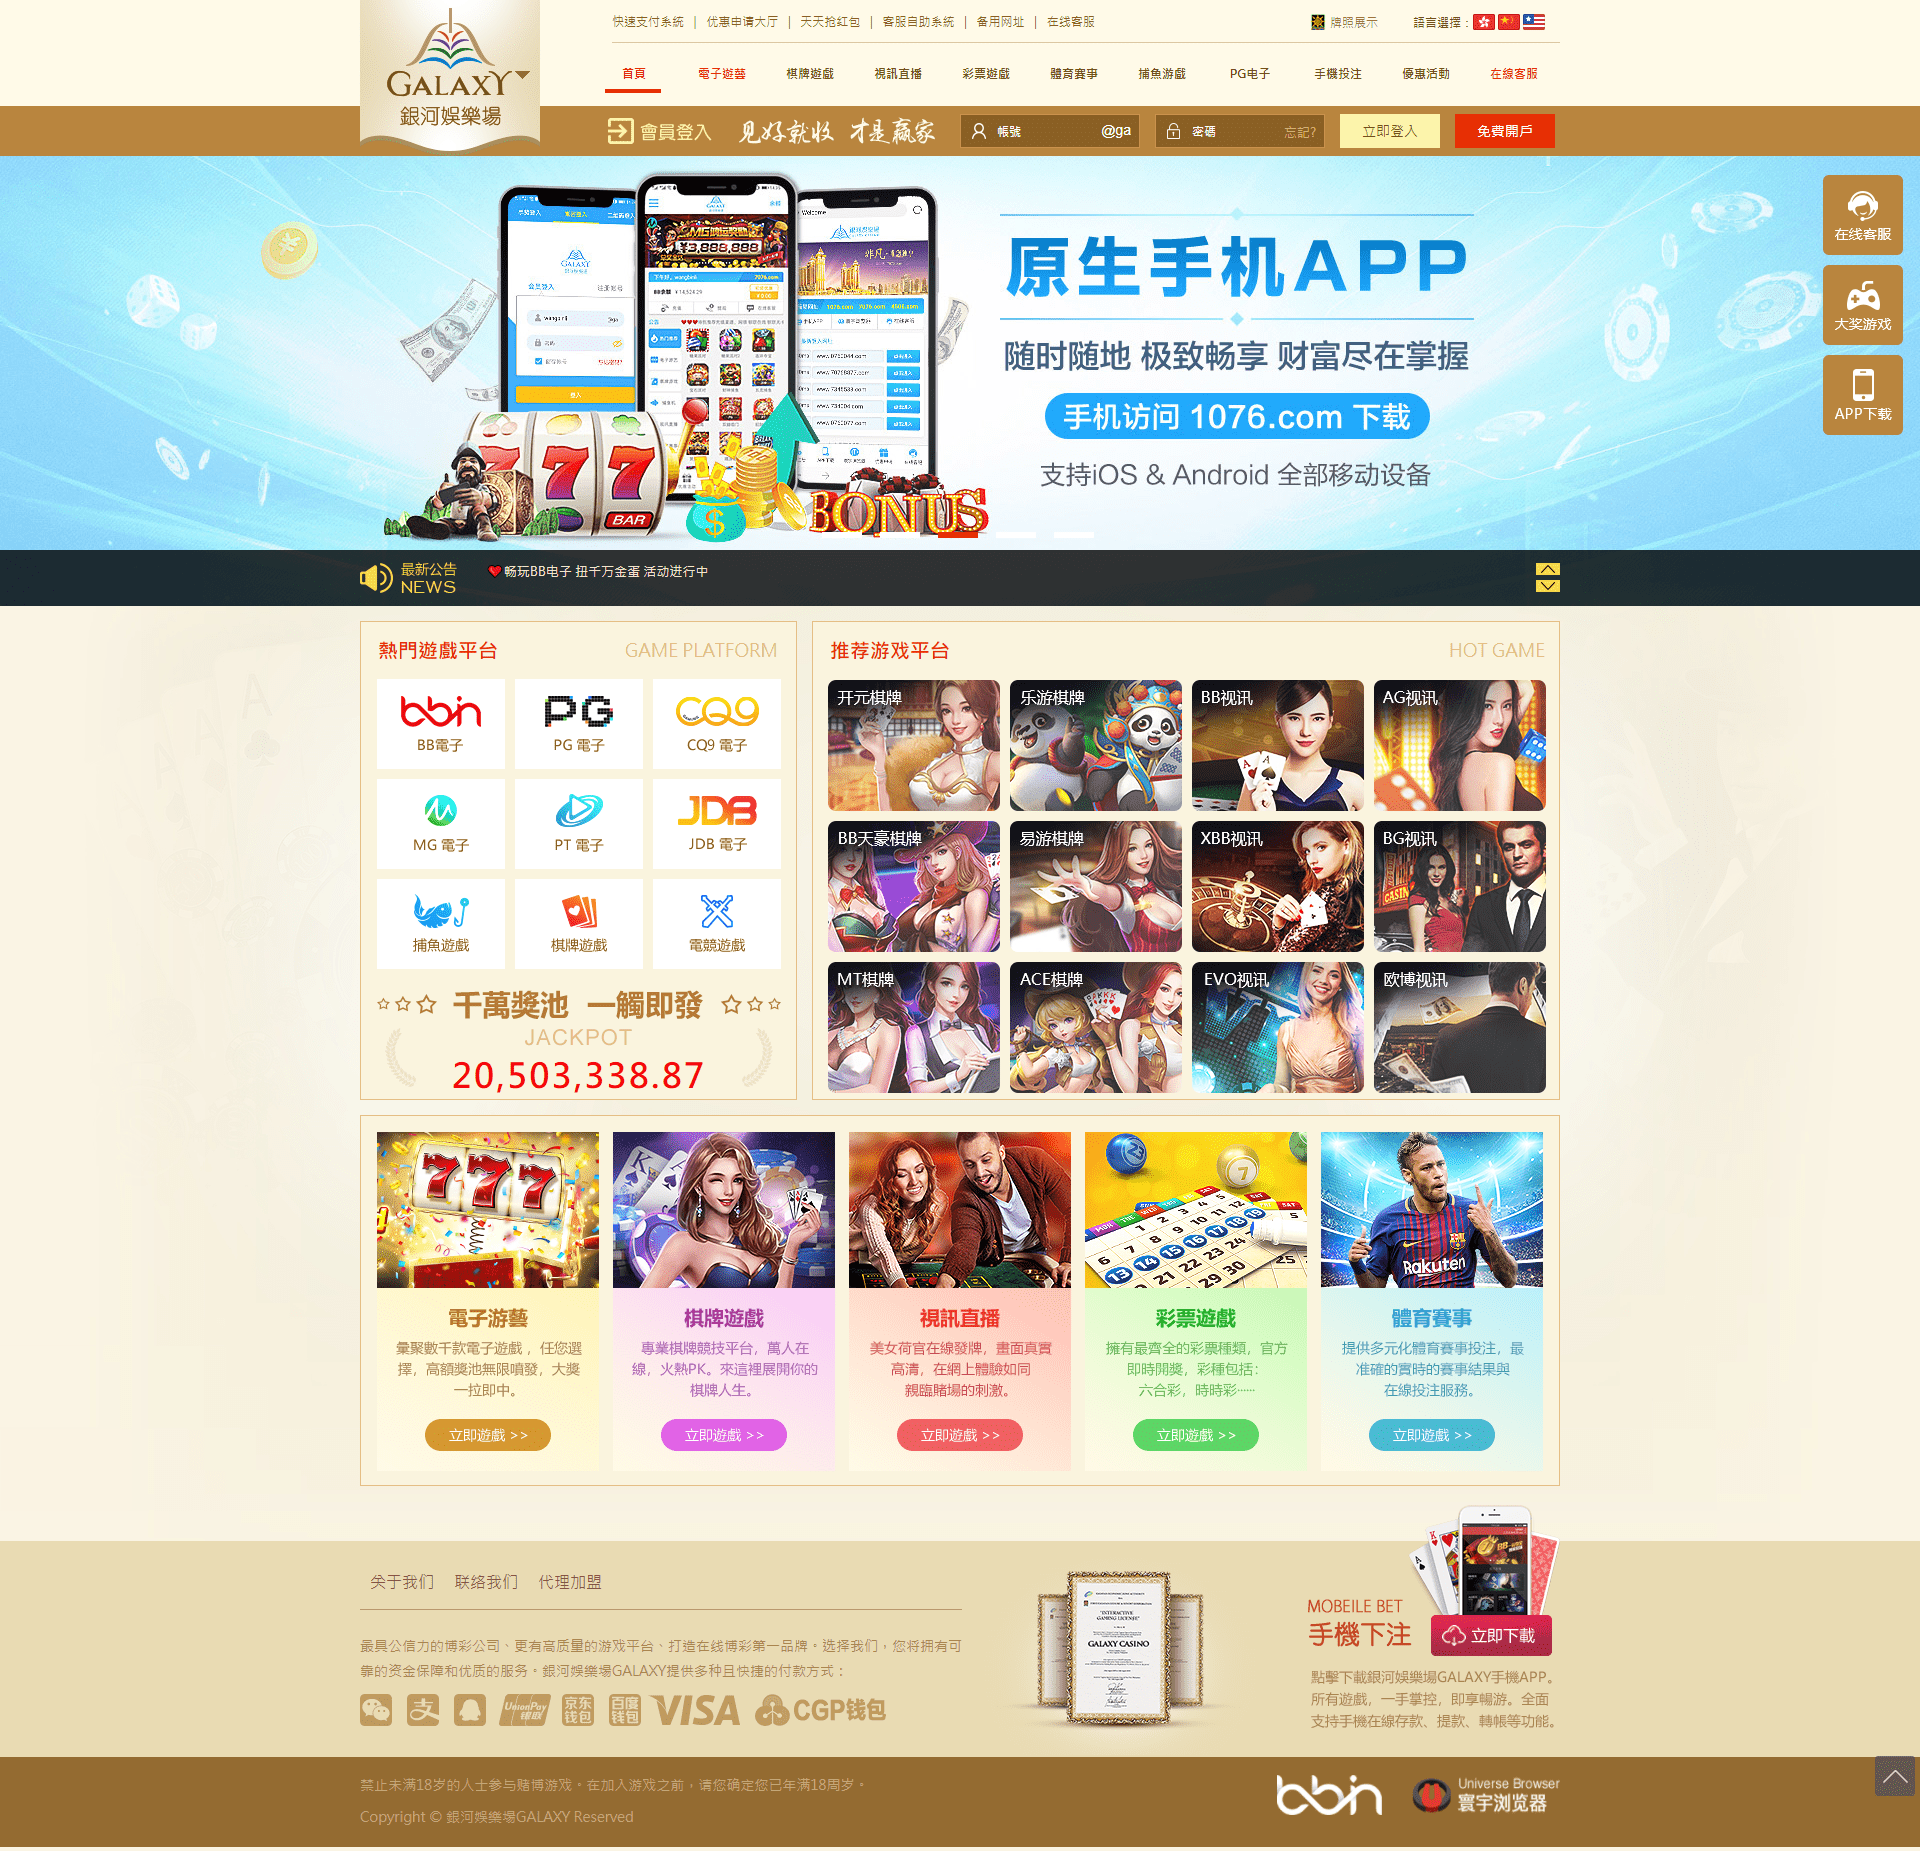 快速支付系統 | 优惠申请大厅 | 天天抢红包 | 客服自助系統 | 备用网址 | 在线客服
牌照展示
語言選擇 :
GALAXY
銀河娛樂場
首頁 電子遊藝 棋牌遊戲 視訊直播 彩票遊戲 體育賽事 捕魚游戲 PG电子 手機投注 優惠活動 在線客服
會員登入
见好就收 才是赢家
帳號 @ga
密碼 忘記?
立即登入
免費開戶
原生手机APP
随时随地 极致畅享 财富尽在掌握
手机访问 1076.com 下载
支持iOS & Android 全部移动设备
777
BAR
BONUS
在线客服
大奖游戏
APP下载
最新公告
NEWS
畅玩BB电子 扭千万金蛋 活动进行中
熱門遊戲平台 GAME PLATFORM
bbin PG CQ9
BB電子 PG 電子 CQ9 電子
JDB
MG 電子 PT 電子 JDB 電子
捕魚遊戲 棋牌遊戲 電競遊戲
千萬獎池 一觸即發
JACKPOT
20,503,338.87
推荐游戏平台 HOT GAME
开元棋牌 乐游棋牌 BB视讯 AG视讯
BB天豪棋牌 易游棋牌 XBB视讯 BG视讯
CASINO
MT棋牌 ACE棋牌 EVO视讯 欧博视讯
777
Rakuten
電子游藝
彙聚數千款電子遊戲 ，任您選
擇，高額獎池無限噴發，大獎
一拉即中。
立即遊戲 >>
棋牌遊戲
專業棋牌競技平台，萬人在
線，火熱PK。來這裡展開你的
棋牌人生。
立即遊戲 >>
視訊直播
美女荷官在線發牌，畫面真實
高清，在網上體驗如同
親臨賭場的刺激。
立即遊戲 >>
彩票遊戲
擁有最齊全的彩票種類，官方
即時開獎，彩種包括：
六合彩，時時彩······
立即遊戲 >>
體育賽事
提供多元化體育賽事投注，最
准確的實時的賽事結果與
在線投注服務。
立即遊戲 >>
关于我们 联络我们 代理加盟
最具公信力的博彩公司、更有高质量的游戏平台、打造在线博彩第一品牌。选择我们，您将拥有可
靠的资金保障和优质的服务。銀河娛樂場GALAXY提供多种且快捷的付款方式：
支 UnionPay 银联 京东钱包 百度钱包 VISA CGP钱包
"INTERACTIVE
GAMING LICENSE"
GALAXY CASINO
MOBEILE BET
手機下注
立即下載
點擊下載銀河娛樂場GALAXY手機APP。
所有遊戲，一手掌控，即享暢游。全面
支持手機在線存款、提款、轉帳等功能。
禁止未满18岁的人士参与赌博游戏。在加入游戏之前，请您确定您已年满18周岁。
Copyright © 銀河娛樂場GALAXY Reserved
bbin
Universe Browser
寰宇浏览器